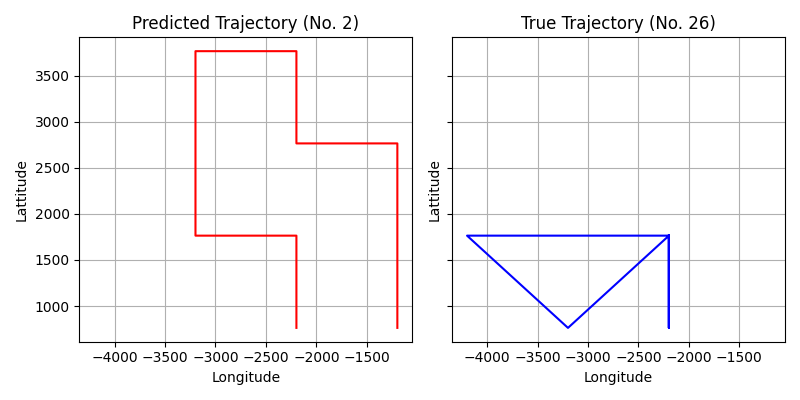 Predicted Trajectory (No. 2)
True Trajectory (No. 26)
3500
3000
2500
2000
1500
1000
Lattitude
Lattitude
−4000 −3500 −3000 −2500 −2000 −1500
−4000 −3500 −3000 −2500 −2000 −1500
Longitude
Longitude